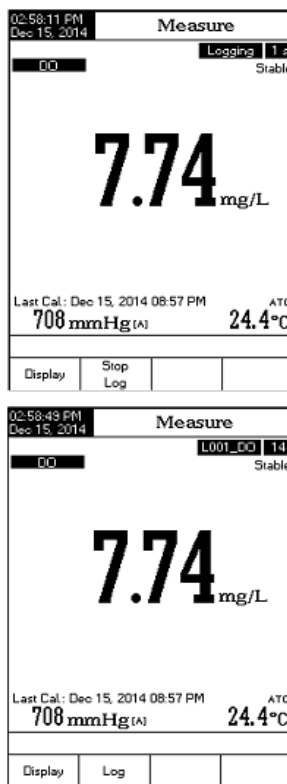 02:58:11 PM
Dec 15, 2014
Measure
Logging 1 s
DO
Stable
7.74 mg/L
Last Cal.: Dec 15, 2014 08:57 PM
ATC
708 mmHg [A]
24.4°C
Display
Stop
Log
02:58:49 PM
Dec 15, 2014
Measure
L001_DO 14
DO
Stable
7.74 mg/L
Last Cal.: Dec 15, 2014 08:57 PM
ATC
708 mmHg [A]
24.4°C
Display
Log